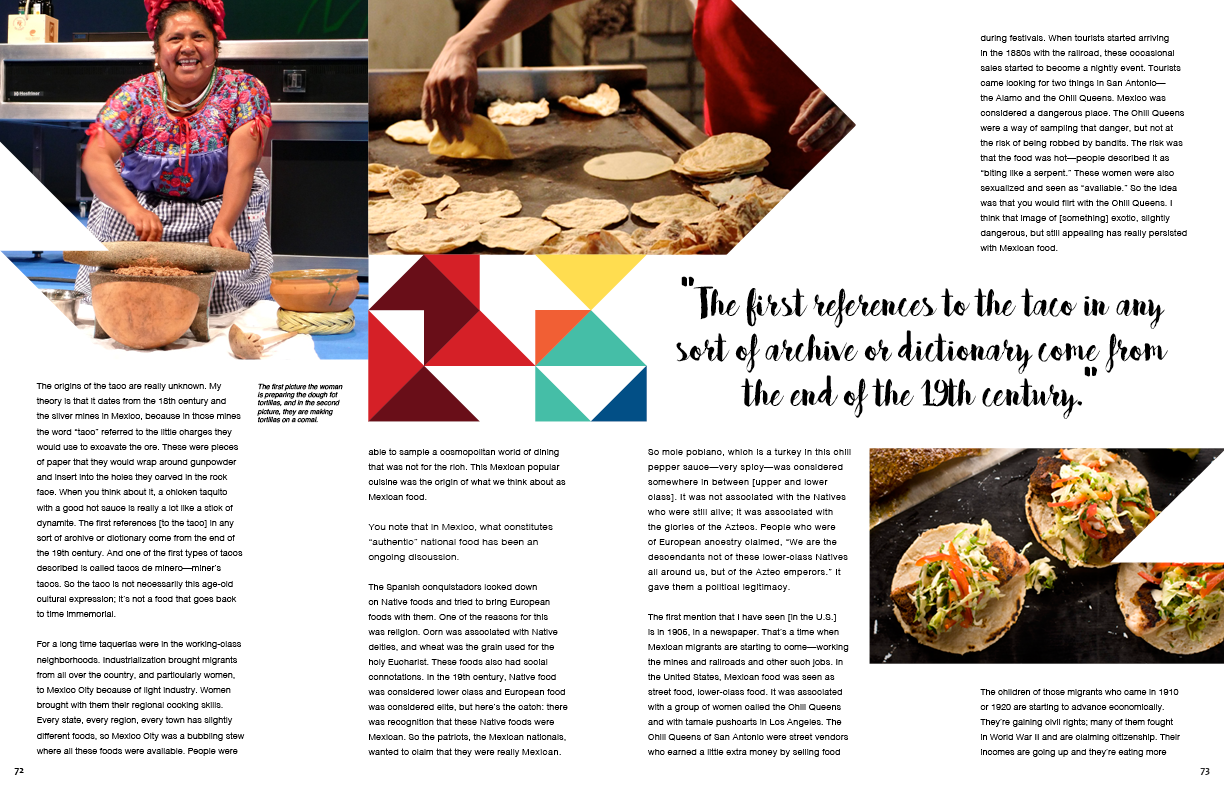 The origins of the taco are really unknown. My
theory is that it dates from the 18th century and
the silver mines in Mexico, because in those mines
the word “taco” referred to the little charges they
would use to excavate the ore. These were pieces
of paper that they would wrap around gunpowder
and insert into the holes they carved in the rock
face. When you think about it, a chicken taquito
with a good hot sauce is really a lot like a stick of
dynamite. The first references [to the taco] in any
sort of archive or dictionary come from the end of
the 19th century. And one of the first types of tacos
described is called tacos de minero—miner’s
tacos. So the taco is not necessarily this age-old
cultural expression; it’s not a food that goes back
to time immemorial.
For a long time taquerías were in the working-class
neighborhoods. Industrialization brought migrants
from all over the country, and particularly women,
to Mexico City because of light industry. Women
brought with them their regional cooking skills.
Every state, every region, every town has slightly
different foods, so Mexico City was a bubbling stew
where all these foods were available. People were
72
The first picture the woman
is preparing the dough fot
tortillas, and in the second
picture, they are making
tortillas on a comal.
able to sample a cosmopolitan world of dining
that was not for the rich. This Mexican popular
cuisine was the origin of what we think about as
Mexican food.
You note that in Mexico, what constitutes
“authentic” national food has been an
ongoing discussion.
The Spanish conquistadors looked down
on Native foods and tried to bring European
foods with them. One of the reasons for this
was religion. Corn was associated with Native
deities, and wheat was the grain used for the
holy Eucharist. These foods also had social
connotations. In the 19th century, Native food
was considered lower class and European food
was considered elite, but here’s the catch: there
was recognition that these Native foods were
Mexican. So the patriots, the Mexican nationals,
wanted to claim that they were really Mexican.
"The first references to the taco in any
sort of archive or dictionary come from
the end of the 19th century."
So mole poblano, which is a turkey in this chili
pepper sauce—very spicy—was considered
somewhere in between [upper and lower
class]. It was not associated with the Natives
who were still alive; it was associated with
the glories of the Aztecs. People who were
of European ancestry claimed, “We are the
descendants not of these lower-class Natives
all around us, but of the Aztec emperors.” It
gave them a political legitimacy.
The first mention that I have seen [in the U.S.]
is in 1905, in a newspaper. That’s a time when
Mexican migrants are starting to come—working
the mines and railroads and other such jobs. In
the United States, Mexican food was seen as
street food, lower-class food. It was associated
with a group of women called the Chili Queens
and with tamale pushcarts in Los Angeles. The
Chili Queens of San Antonio were street vendors
who earned a little extra money by selling food
during festivals. When tourists started arriving
in the 1880s with the railroad, these occasional
sales started to become a nightly event. Tourists
came looking for two things in San Antonio—
the Alamo and the Chili Queens. Mexico was
considered a dangerous place. The Chili Queens
were a way of sampling that danger, but not at
the risk of being robbed by bandits. The risk was
that the food was hot—people described it as
“biting like a serpent.” These women were also
sexualized and seen as “available.” So the idea
was that you would flirt with the Chili Queens. I
think that image of [something] exotic, slightly
dangerous, but still appealing has really persisted
with Mexican food.
The children of those migrants who came in 1910
or 1920 are starting to advance economically.
They’re gaining civil rights; many of them fought
in World War II and are claiming citizenship. Their
incomes are going up and they’re eating more
73